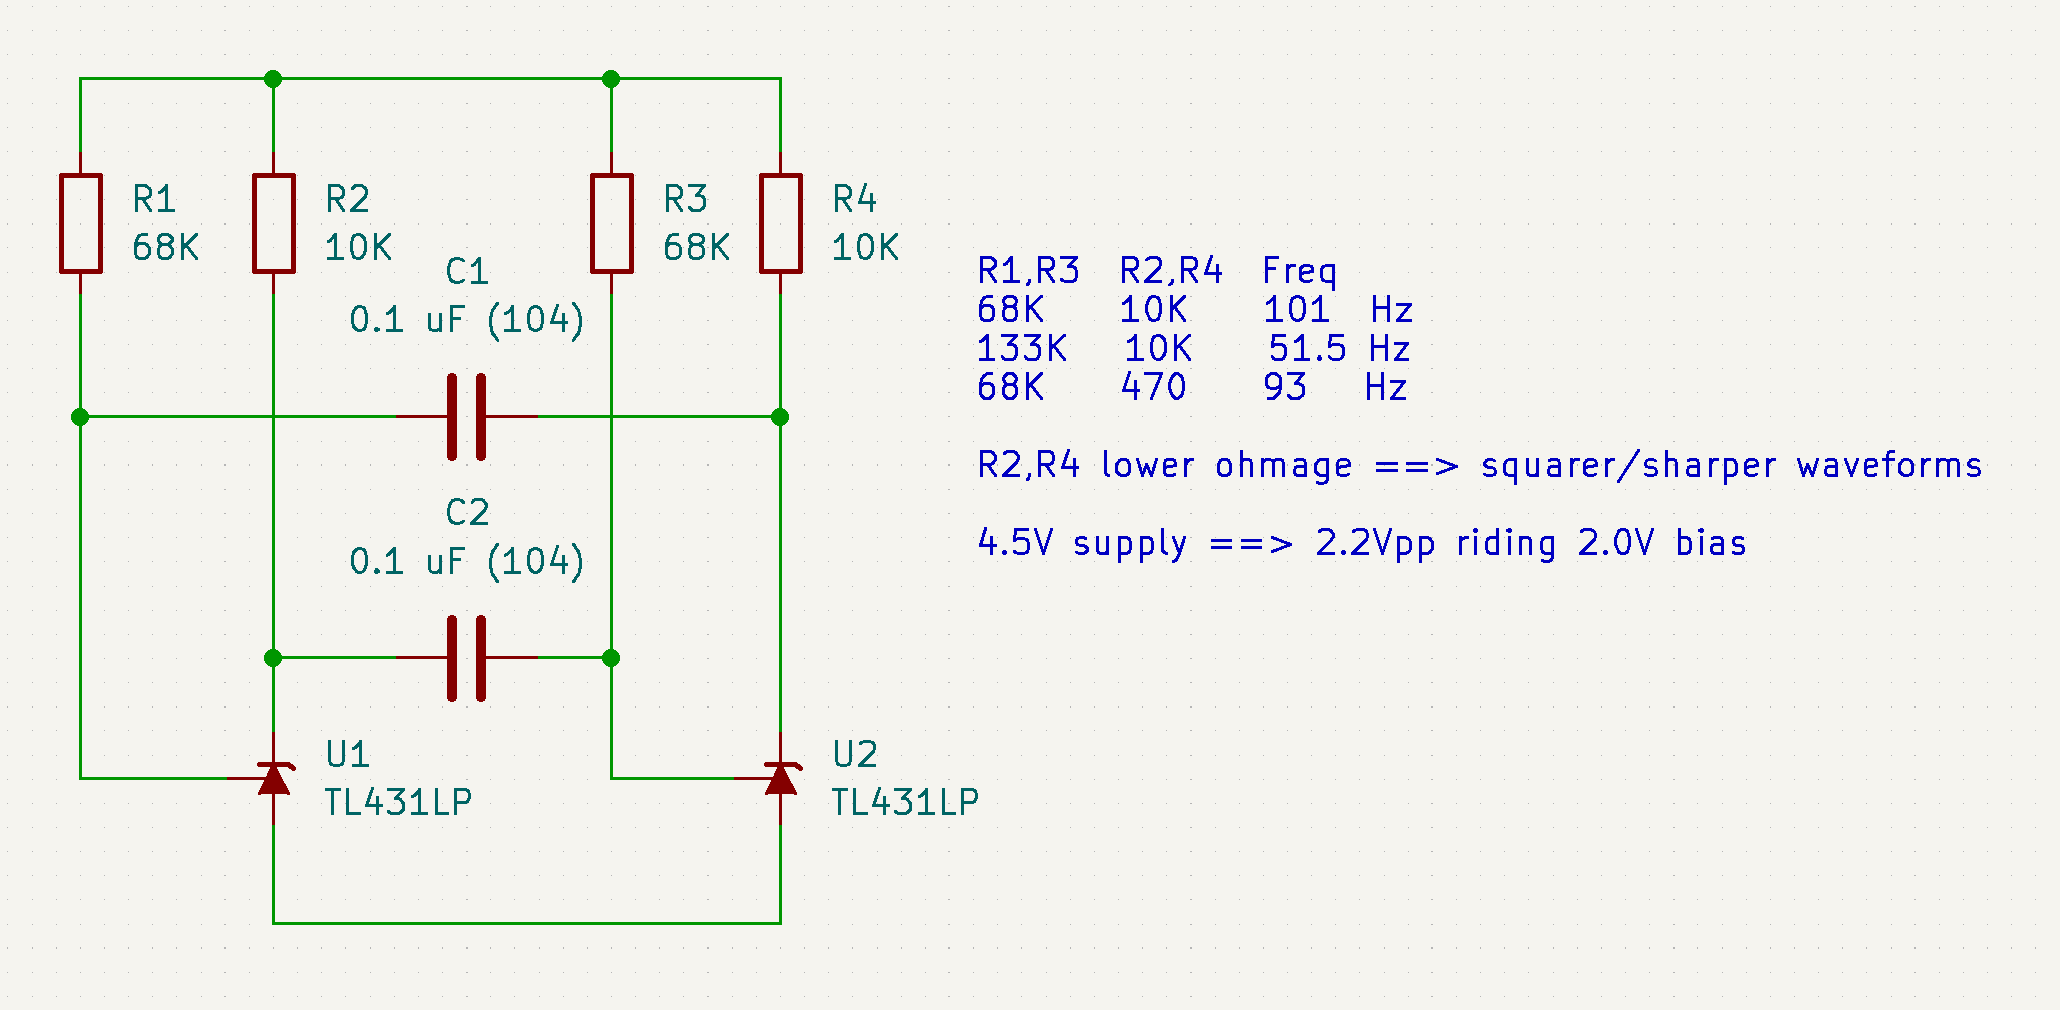 R1
68K
R2
10K
R3
68K
R4
10K
C1
0.1 uF (104)
R1,R3 R2,R4 Freq
68K 10K 101 Hz
133K 10K 51.5 Hz
68K 470 93 Hz
R2,R4 lower ohmage ==> squarer/sharper waveforms
C2
0.1 uF (104)
4.5V supply ==> 2.2Vpp riding 2.0V bias
U1
TL431LP
U2
TL431LP